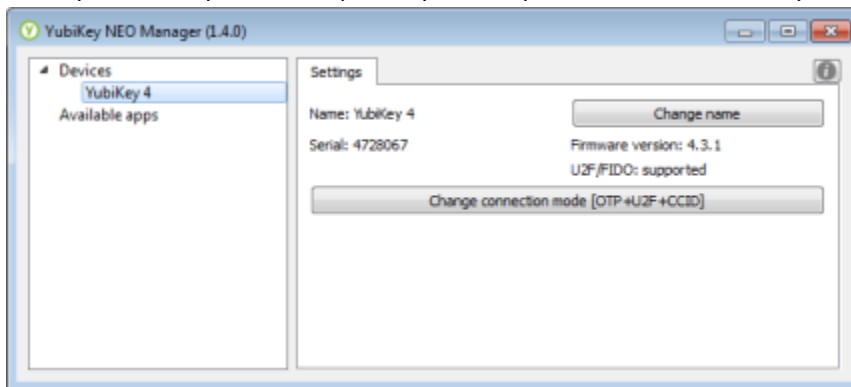 YubiKey NEO Manager (1.4.0)
Devices
YubiKey 4
Available apps
Settings
Name: YubiKey 4
Change name
Serial: 4728067
Firmware version: 4.3.1
U2F/FIDO: supported
Change connection mode [OTP+U2F+CCID]